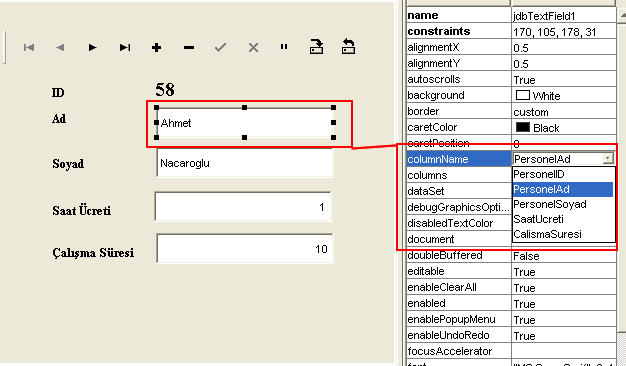 ID 58
Ad Ahmet
Soyad Nacaroglu
Saat Ücreti 1
Çalışma Süresi 10
name jdbTextField1
constraints 170, 105, 178, 31
alignmentX 0.5
alignmentY 0.5
autoscrolls True
background White
border custom
caretColor Black
caretPosition 0
columnName PersonelAd
columns PersonelID
dataSet PersonelAd
debugGraphicsOpti... PersonelSoyad
disabledTextColor SaatUcreti
document CalismaSuresi
doubleBuffered False
editable True
enableClearAll True
enabled True
enablePopupMenu True
enableUndoRedo True
focusAccelerator